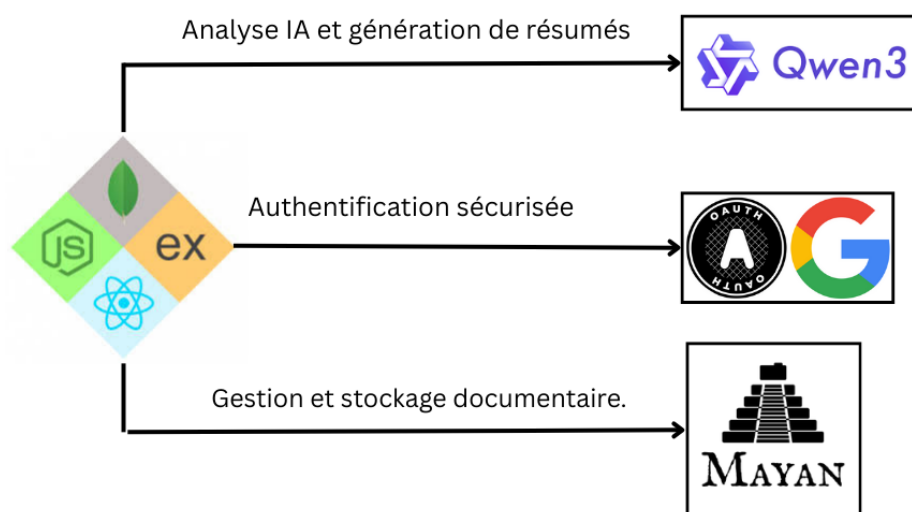 Analyse IA et génération de résumés
Qwen3
Authentification sécurisée
OAUTH
A
OAUTH
G
JS
ex
Gestion et stockage documentaire.
MAYAN